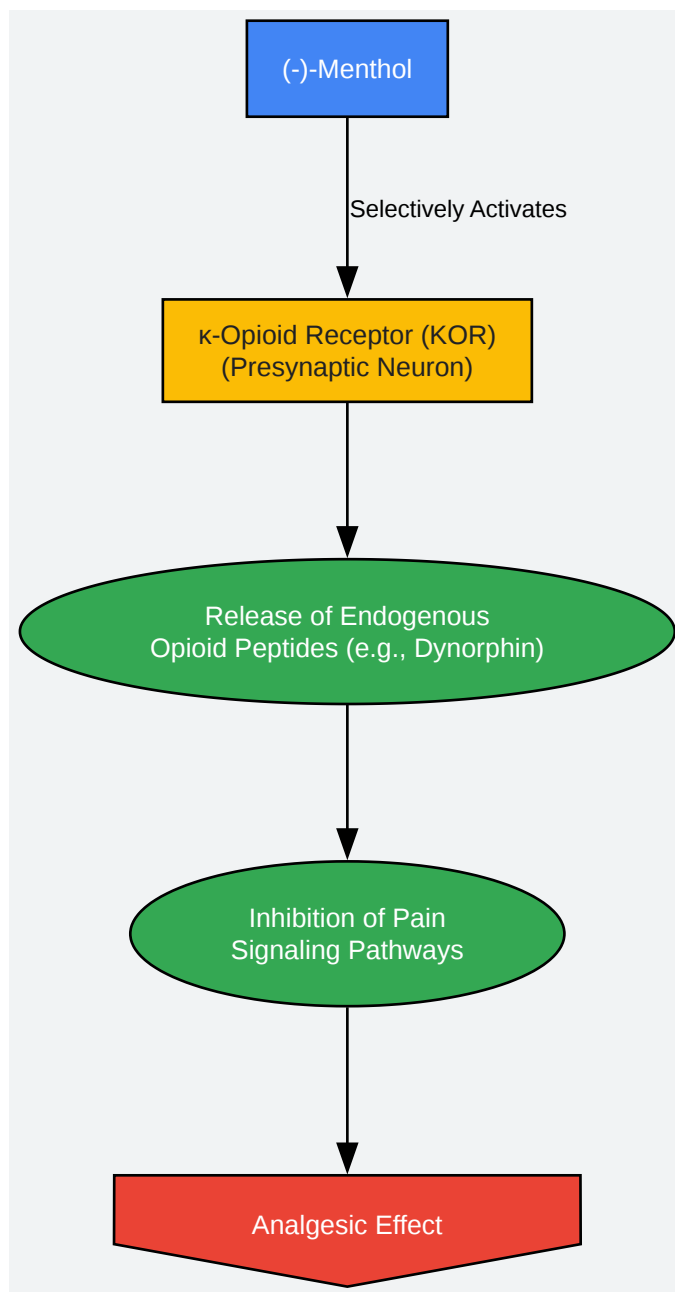 (-)-Menthol
Selectively Activates
κ-Opioid Receptor (KOR)
(Presynaptic Neuron)
Release of Endogenous
Opioid Peptides (e.g., Dynorphin)
Inhibition of Pain
Signaling Pathways
Analgesic Effect